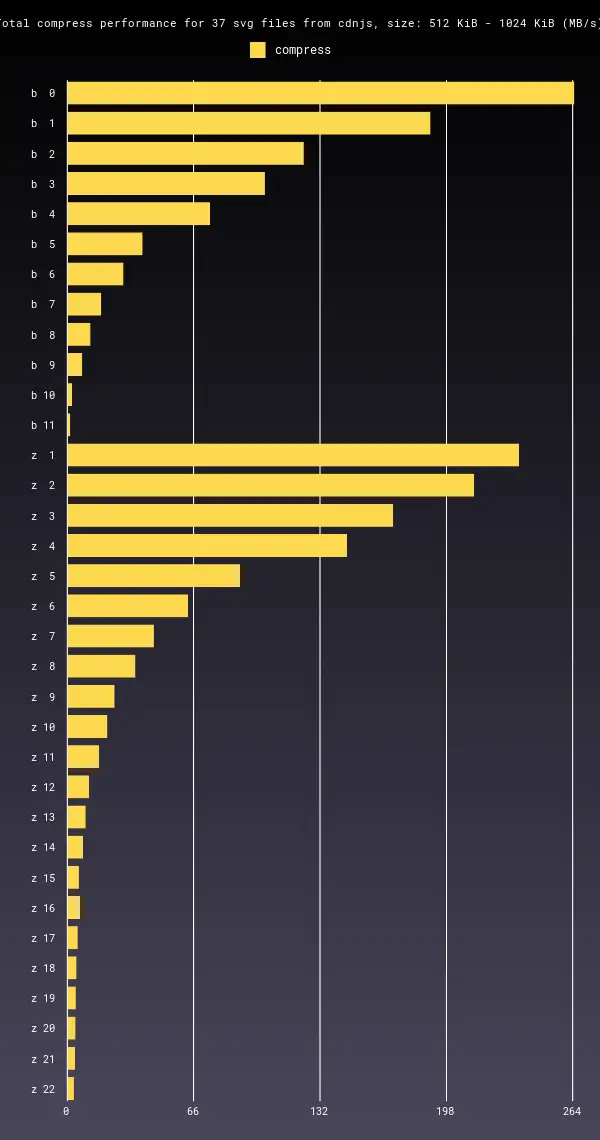 otal compress performance for 37 svg files from cdnjs, size: 512 KiB - 1024 KiB (MB/s)
compress
b 0
b 1
b 2
b 3
b 4
b 5
b 6
b 7
b 8
b 9
b 10
b 11
z 1
z 2
z 3
z 4
z 5
z 6
z 7
z 8
z 9
z 10
z 11
z 12
z 13
z 14
z 15
z 16
z 17
z 18
z 19
z 20
z 21
z 22
0 66 132 198 264